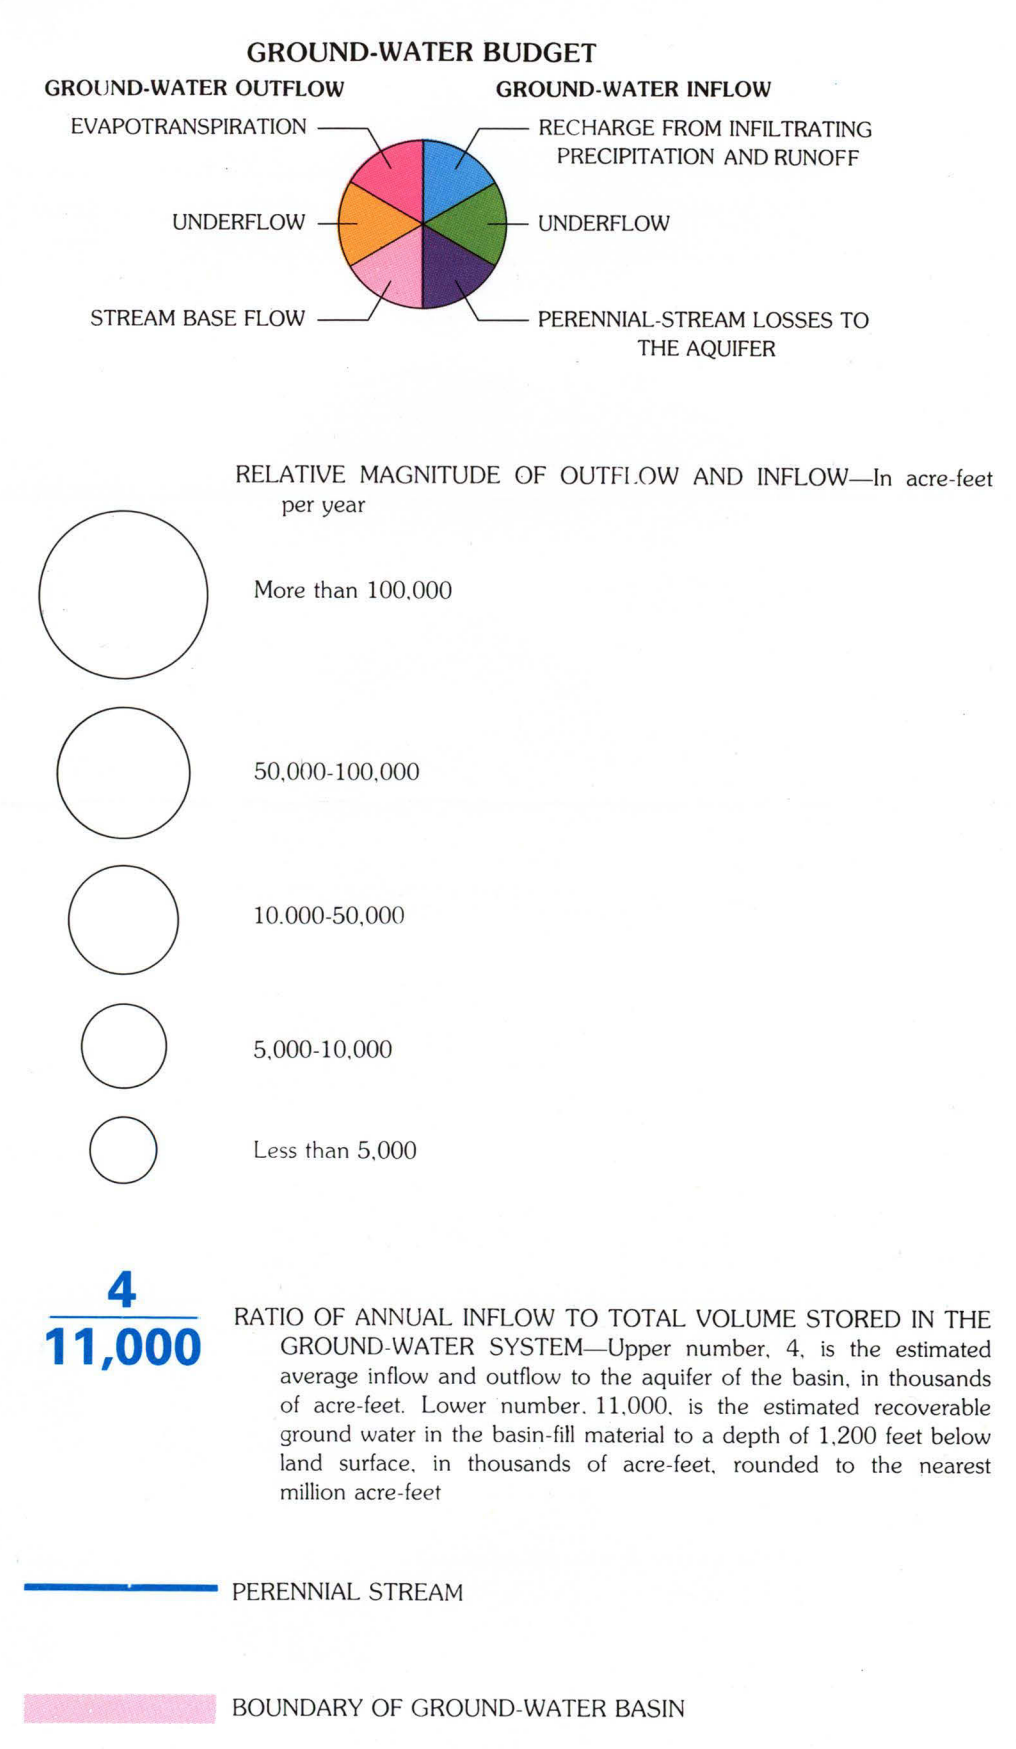 GROUND-WATER BUDGET
GROUND-WATER OUTFLOW GROUND-WATER INFLOW
EVAPOTRANSPIRATION RECHARGE FROM INFILTRATING
PRECIPITATION AND RUNOFF
UNDERFLOW UNDERFLOW
STREAM BASE FLOW PERENNIAL-STREAM LOSSES TO
THE AQUIFER
RELATIVE MAGNITUDE OF OUTFLOW AND INFLOW—In acre-feet
per year
More than 100,000
50,000-100,000
10.000-50,000
5,000-10,000
Less than 5,000
4
11,000
RATIO OF ANNUAL INFLOW TO TOTAL VOLUME STORED IN THE
GROUND-WATER SYSTEM—Upper number, 4, is the estimated
average inflow and outflow to the aquifer of the basin, in thousands
of acre-feet. Lower number. 11,000, is the estimated recoverable
ground water in the basin-fill material to a depth of 1,200 feet below
land surface, in thousands of acre-feet, rounded to the nearest
million acre-feet
PERENNIAL STREAM
BOUNDARY OF GROUND-WATER BASIN